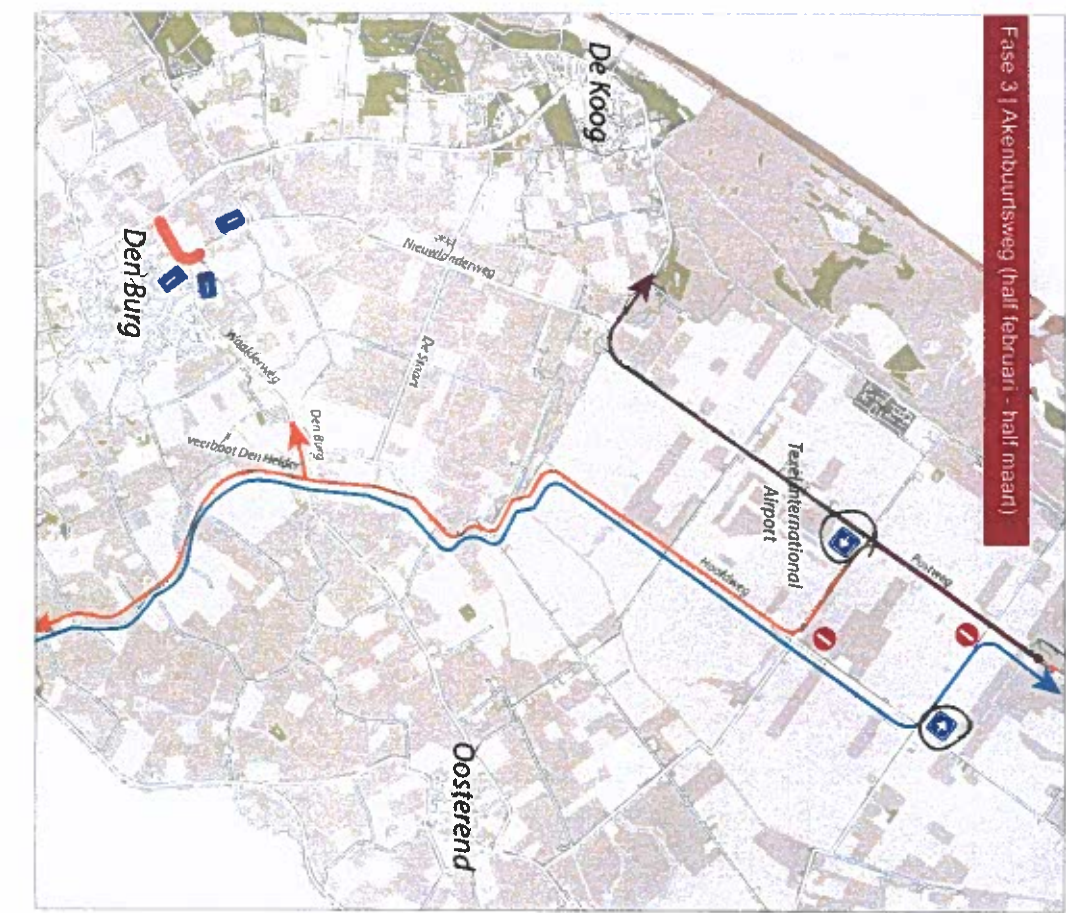 Fase 3 | Akenbuurtsweg (half februari - half maart)
De Koog
Nieuwlanderweg
Den Burg
Waalderweg
De Staart
Den Burg
veerboot Den Helder
Texel International
Airport
Postweg
Hoofdweg
Oosterend